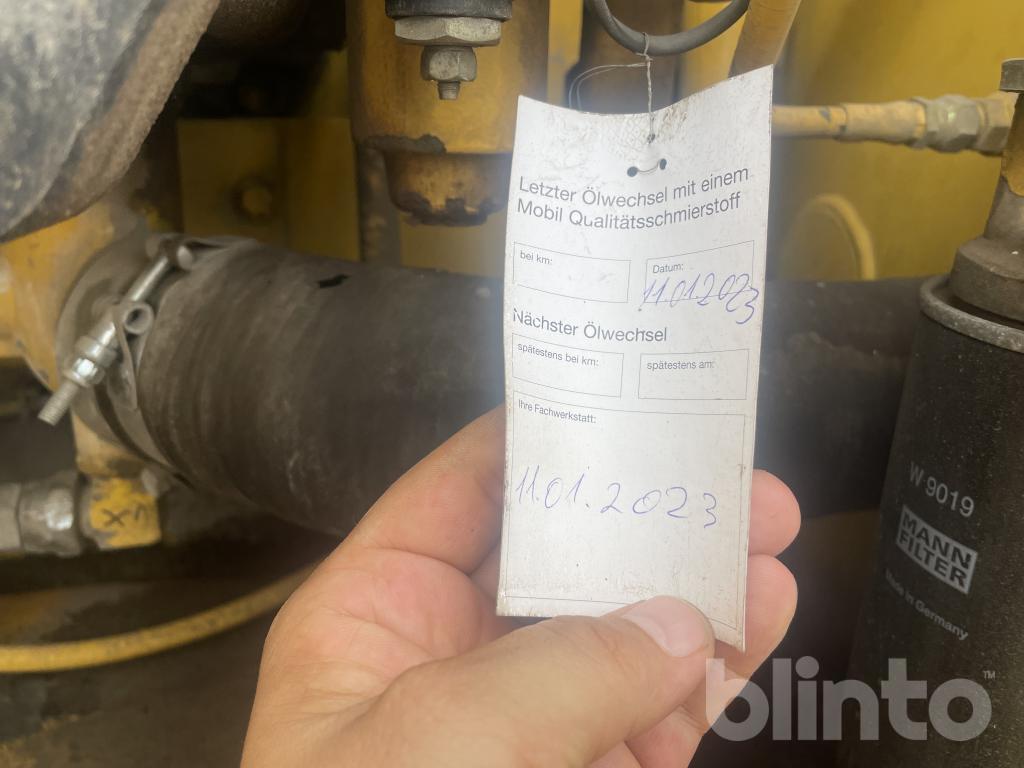 Letzter Ölwechsel mit einem
Mobil Qualitätsschmierstoff
bei km:
Datum:
11.01.2023
Nächster Ölwechsel
spätestens bei km:
spätestens am:
Ihre Fachwerkstatt:
11.01.2023
W 9019
MANN
FILTER
Made in Germany
blinto™